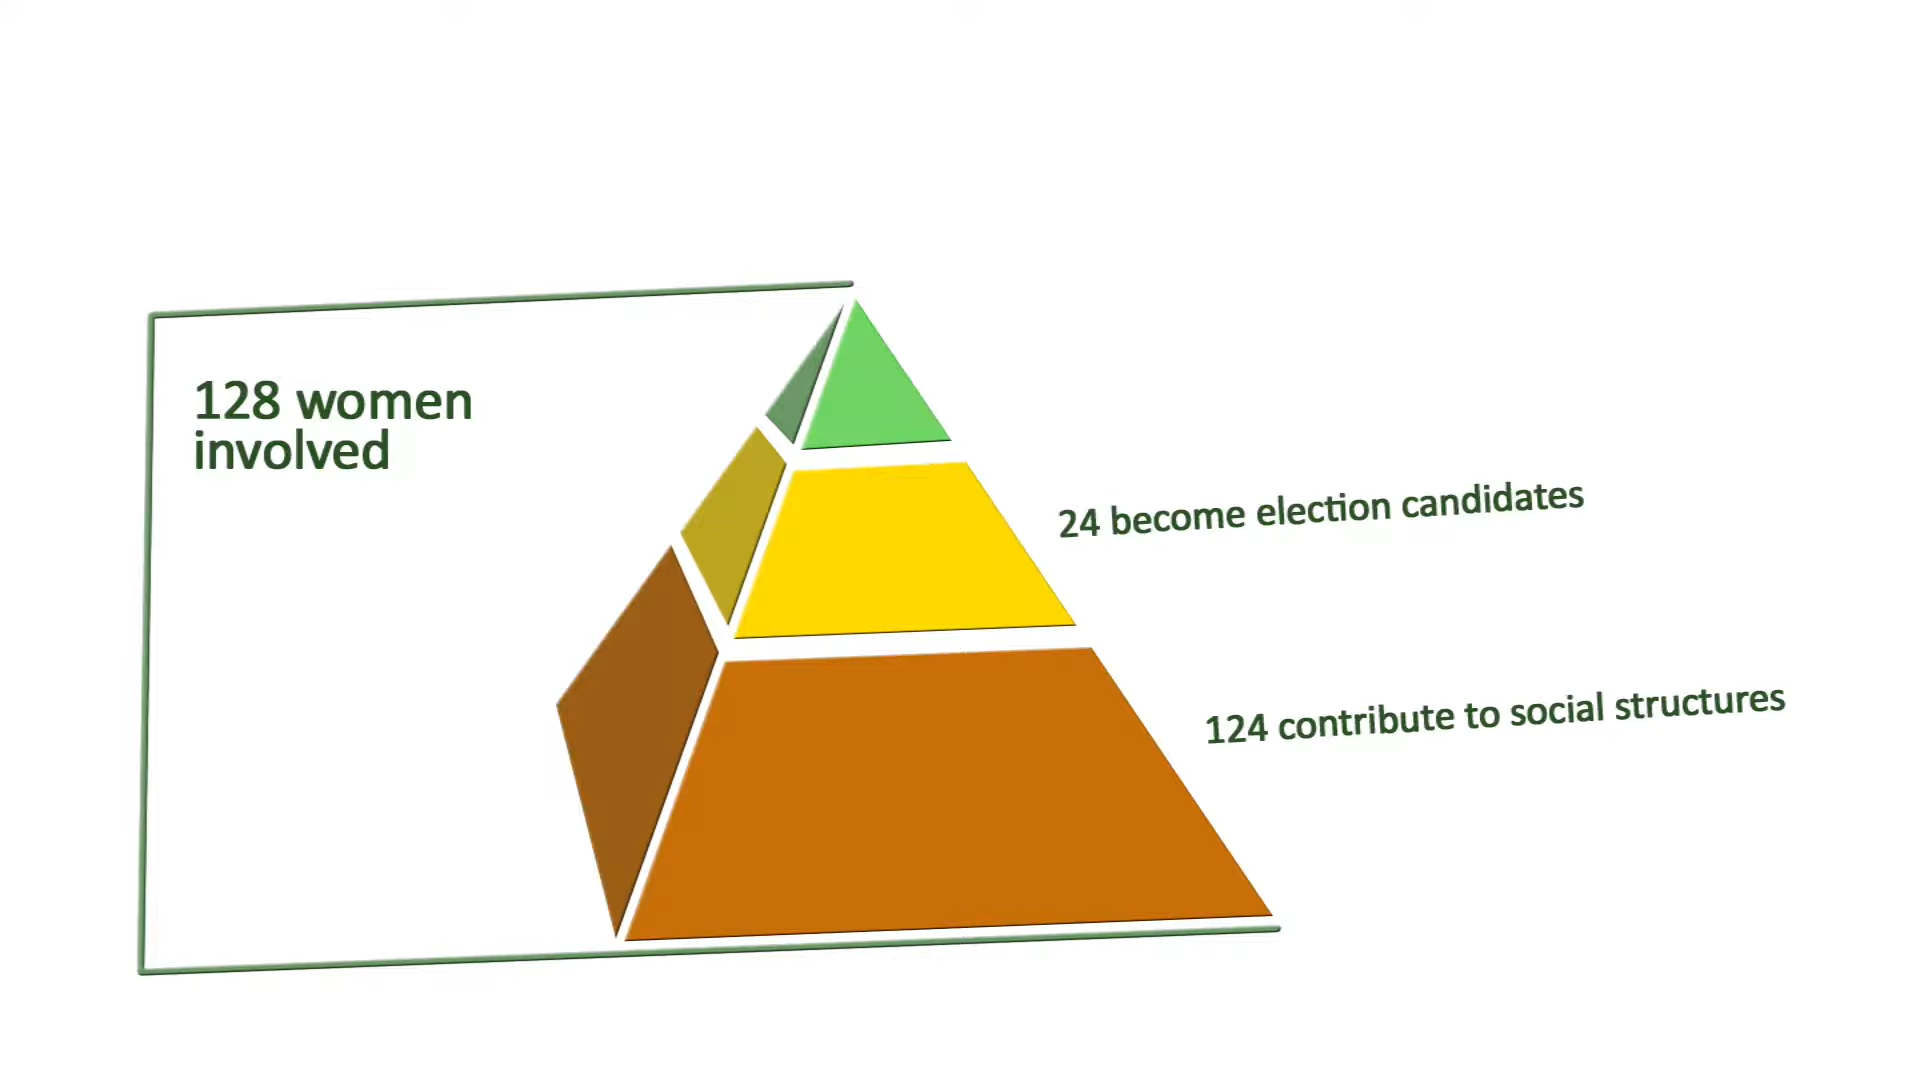 128 women
involved
24 become election candidates
124 contribute to social structures